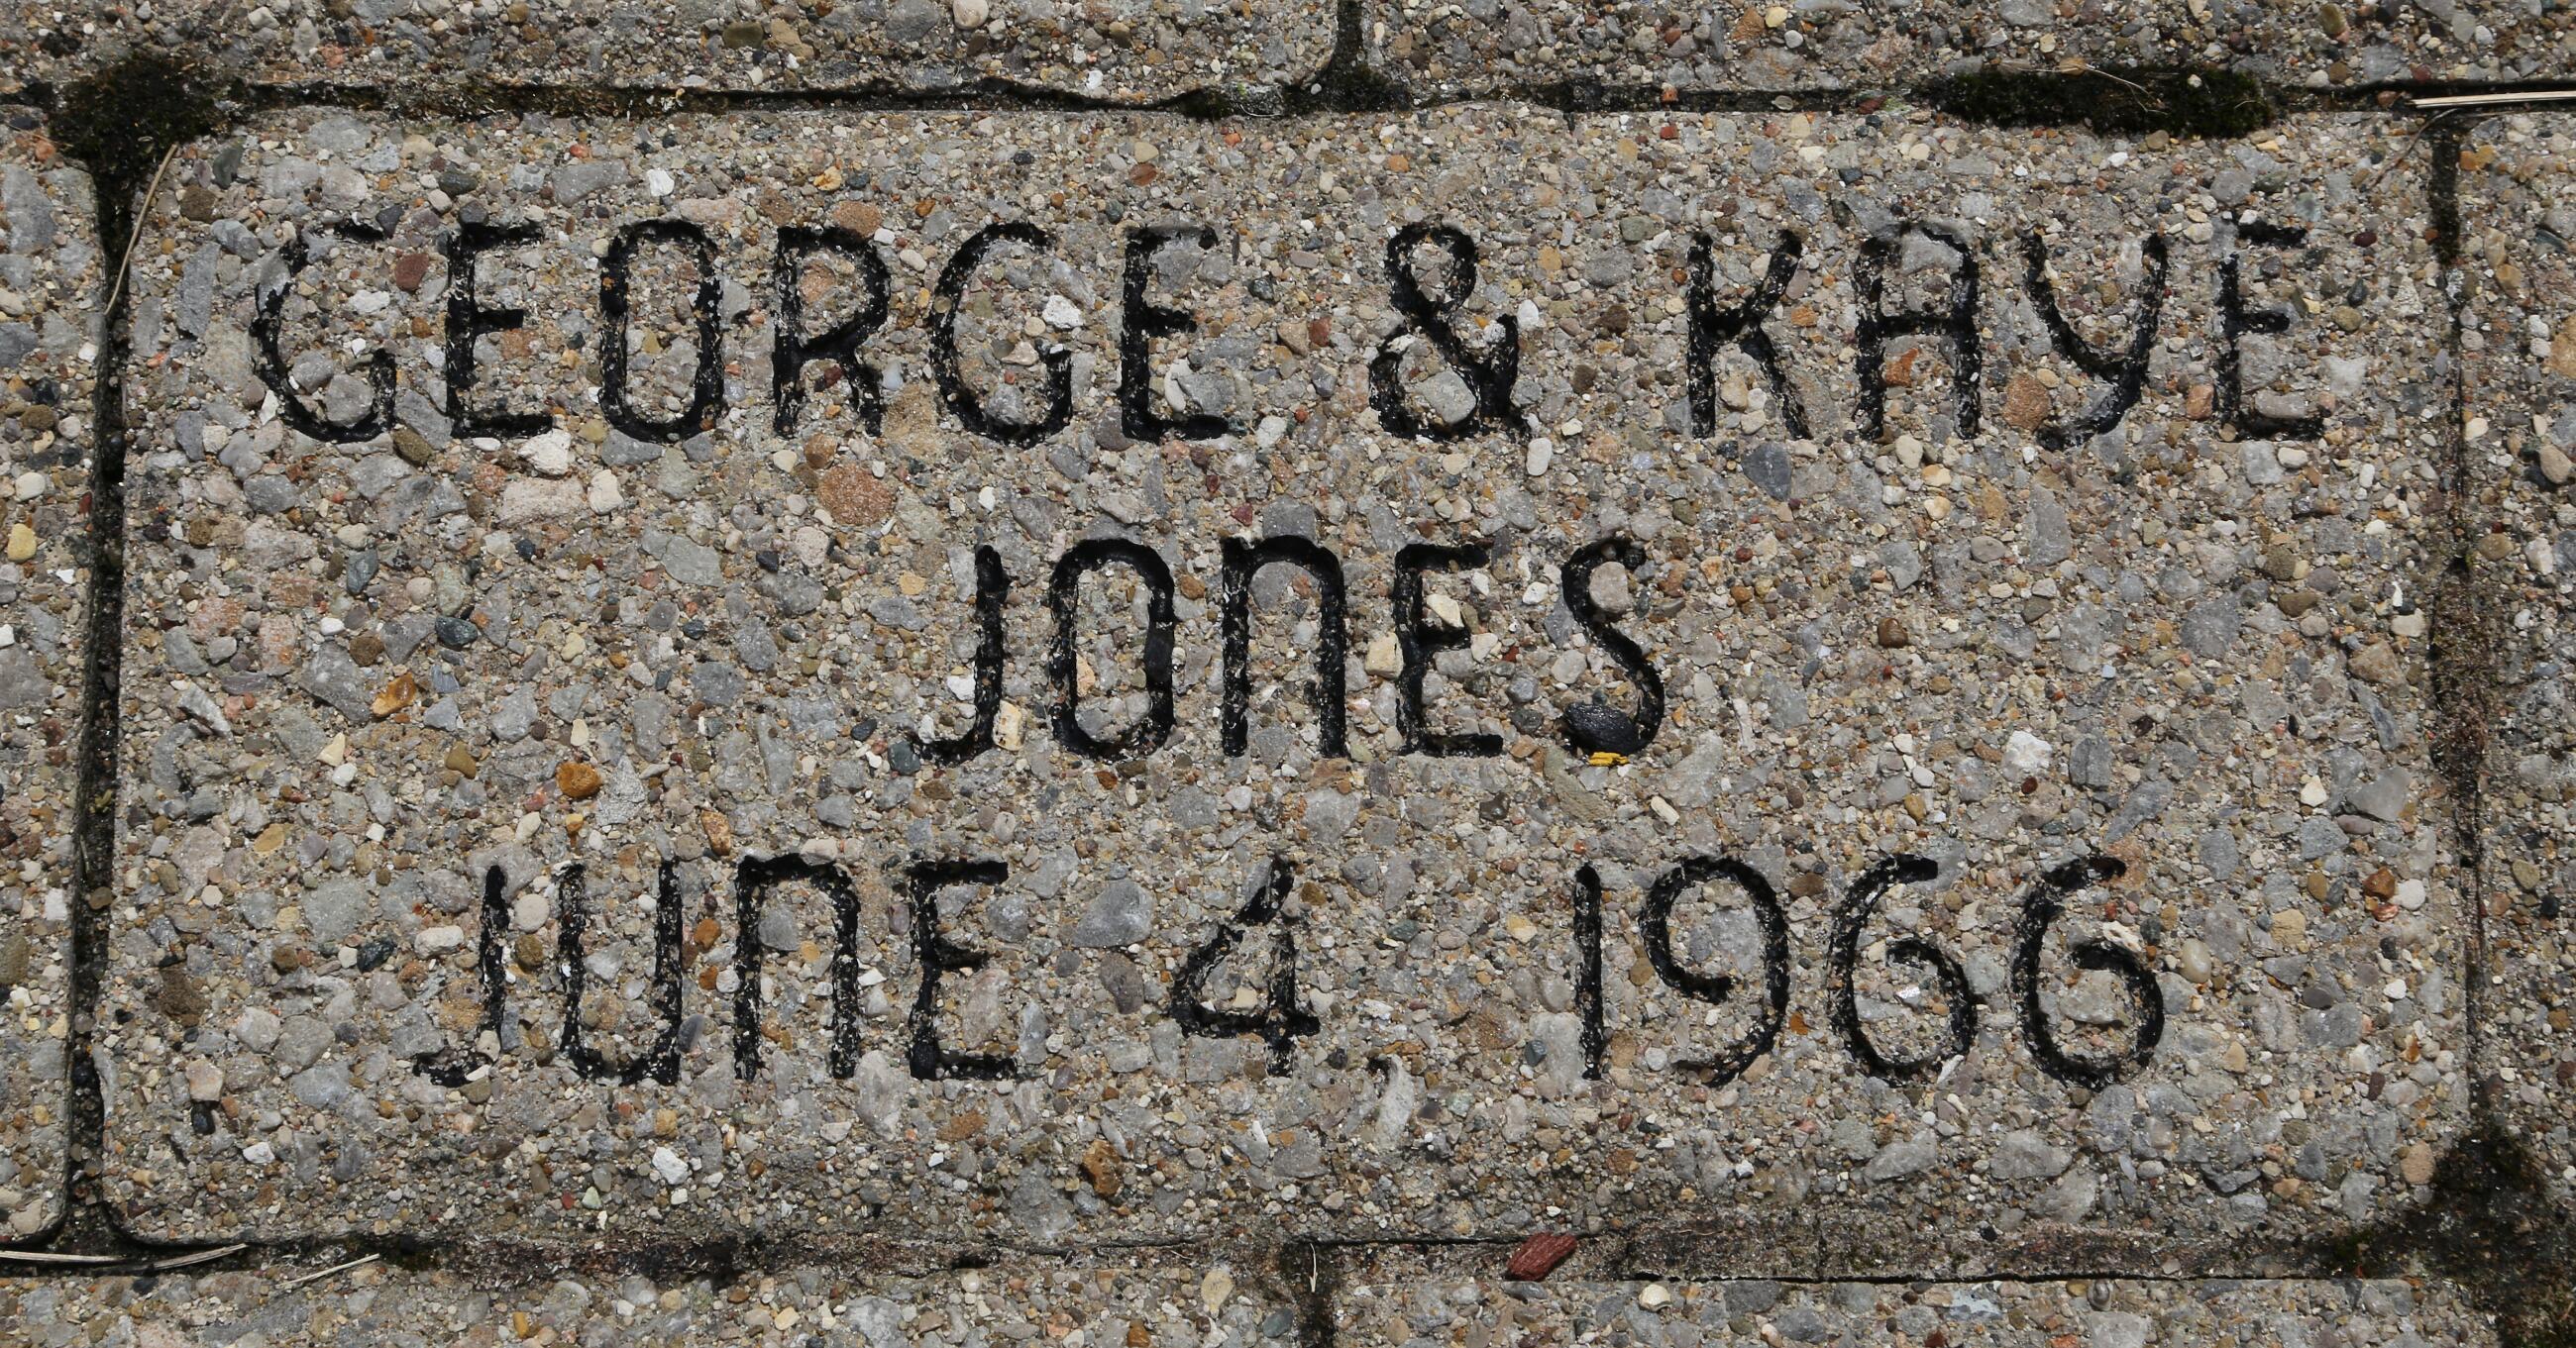 GEORGE & KAYE
JONES
JUNE 4, 1966